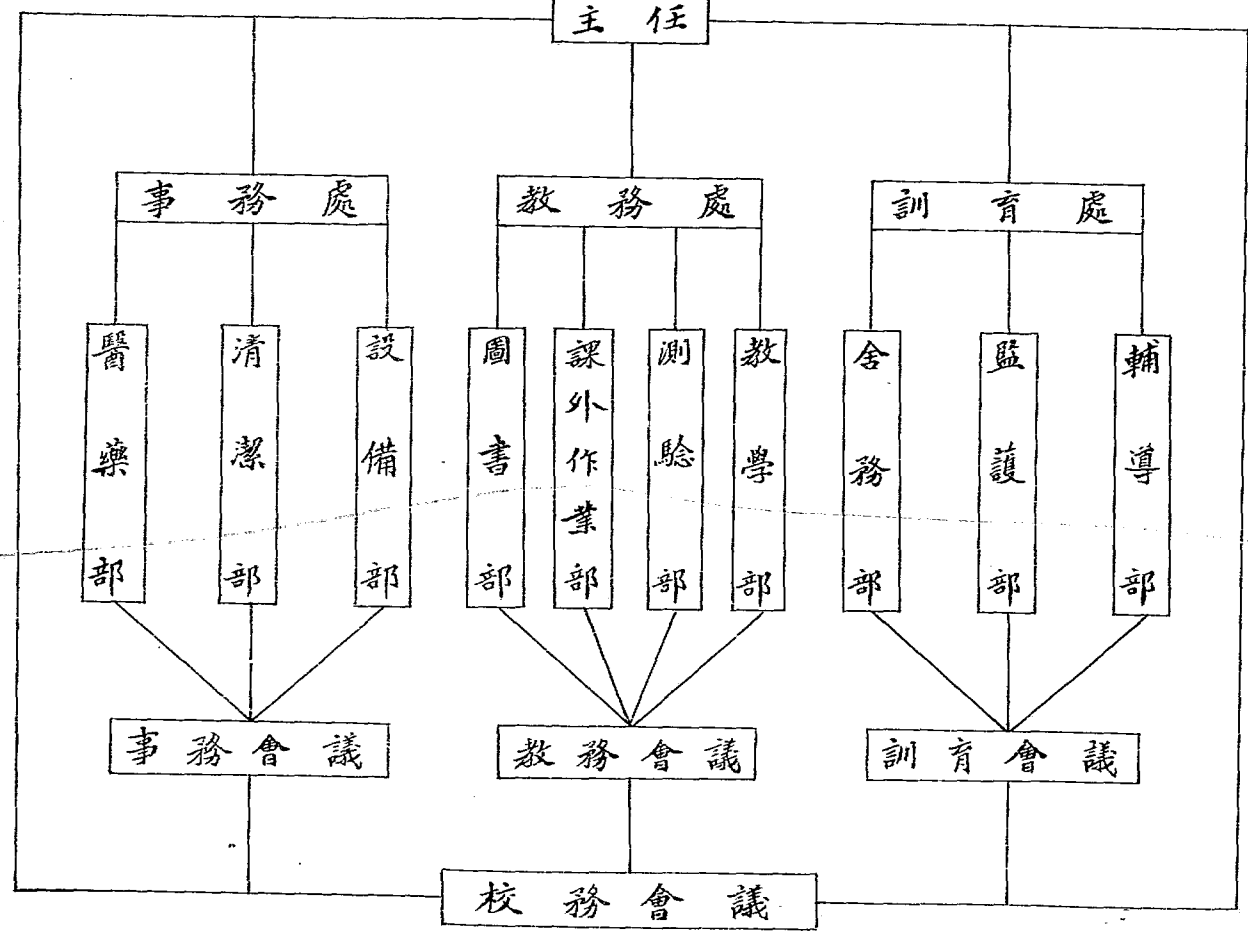 主任
事務處
教務處
訓育處
醫藥部
清潔部
設備部
圖書部
課外作業部
測驗部
教學部
舍務部
監護部
輔導部
事務會議
教務會議
訓育會議
校務會議